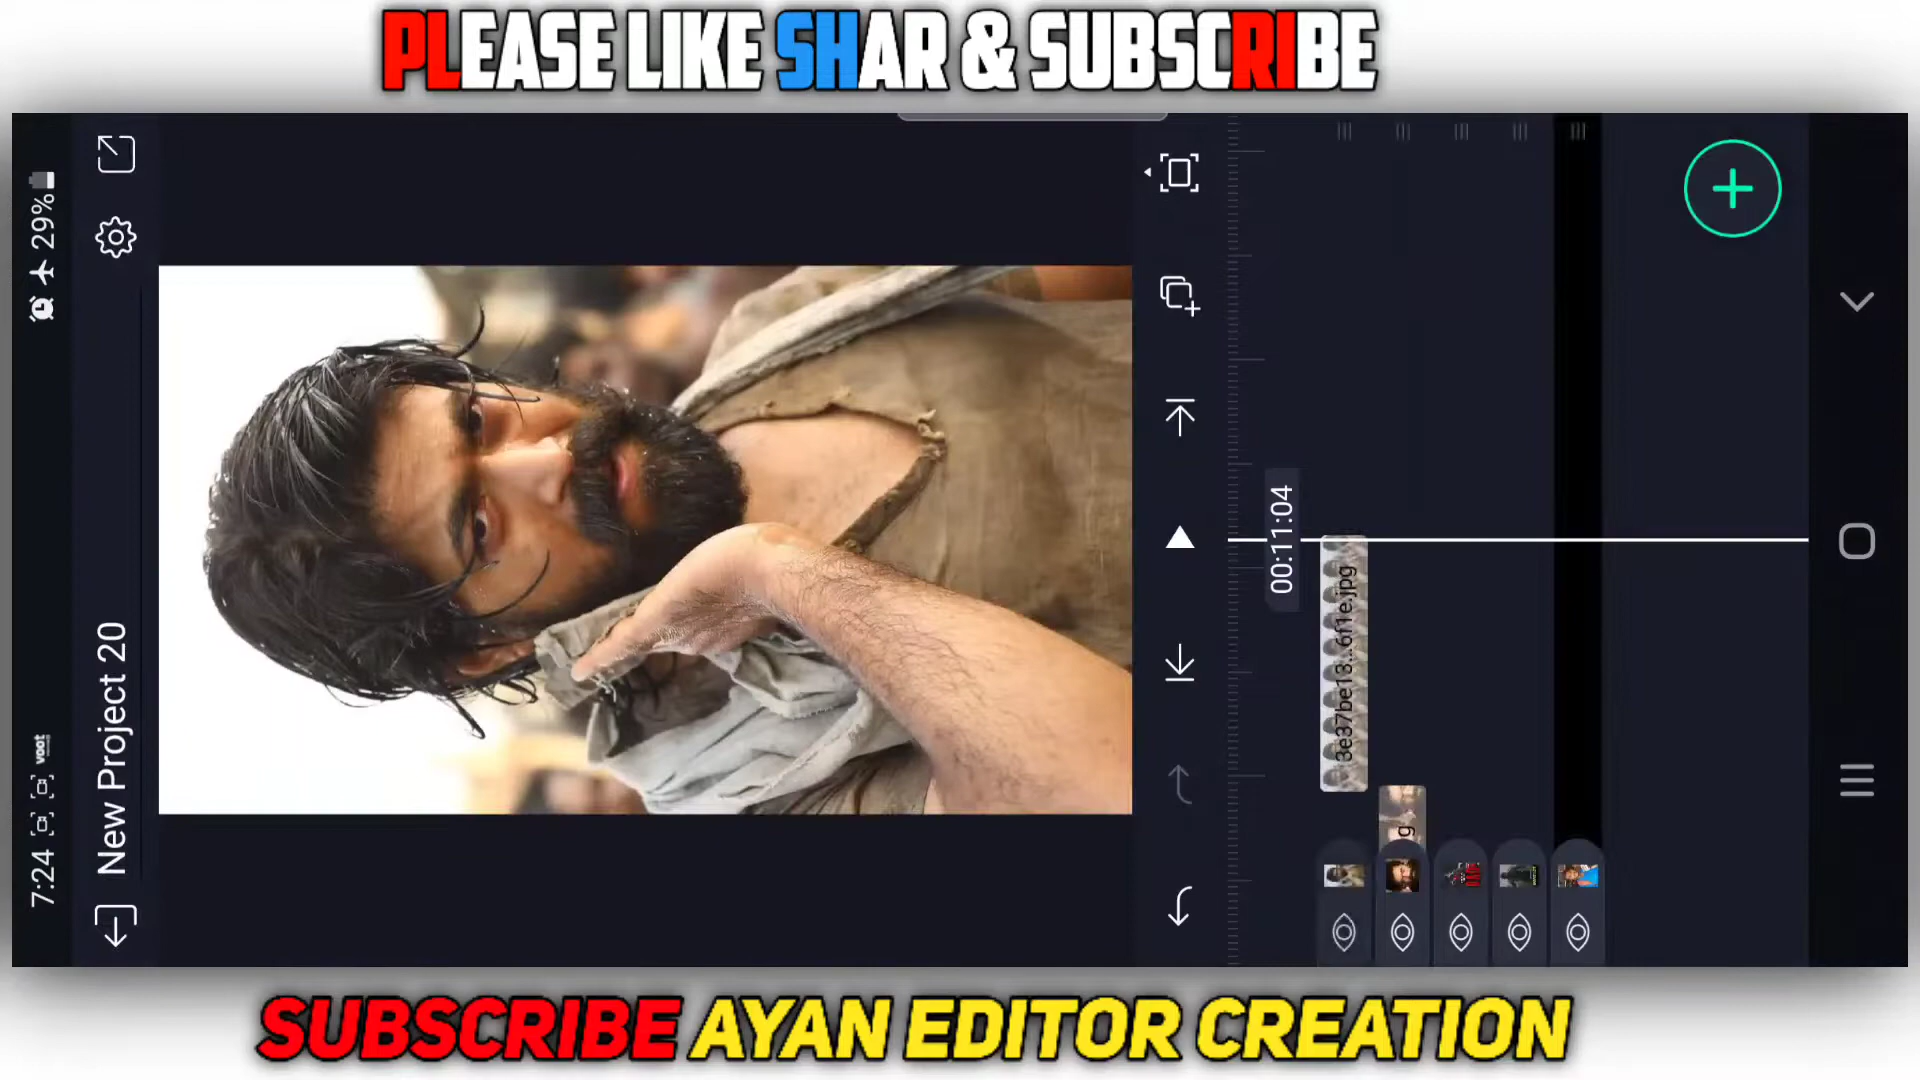 PLEASE LIKE SHAR & SUBSCRIBE
7:24 voot 29%
New Project 20
00:11:04
3e37be13...6f1e.jpg
g
SUBSCRIBE AYAN EDITOR CREATION